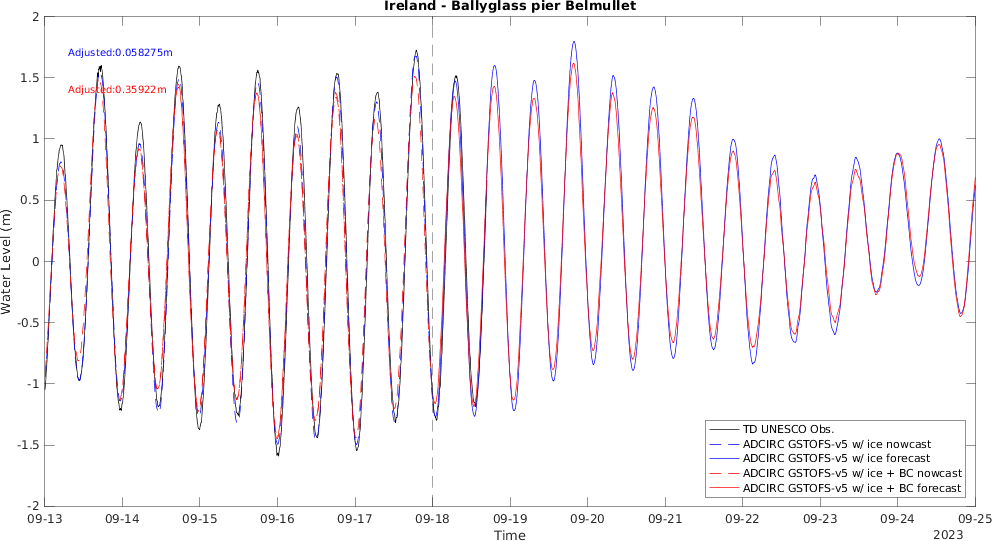 Ireland - Ballyglass pier Belmullet
Adjusted:0.058275m
Adjusted:0.35922m
2
1.5
1
0.5
0
-0.5
-1
-1.5
-2
Water Level (m)
TD UNESCO Obs.
ADCIRC GSTOFS-v5 w/ ice nowcast
ADCIRC GSTOFS-v5 w/ ice forecast
ADCIRC GSTOFS-v5 w/ ice + BC nowcast
ADCIRC GSTOFS-v5 w/ ice + BC forecast
09-13 09-14 09-15 09-16 09-17 09-18 09-19 09-20 09-21 09-22 09-23 09-24 09-25
Time
2023